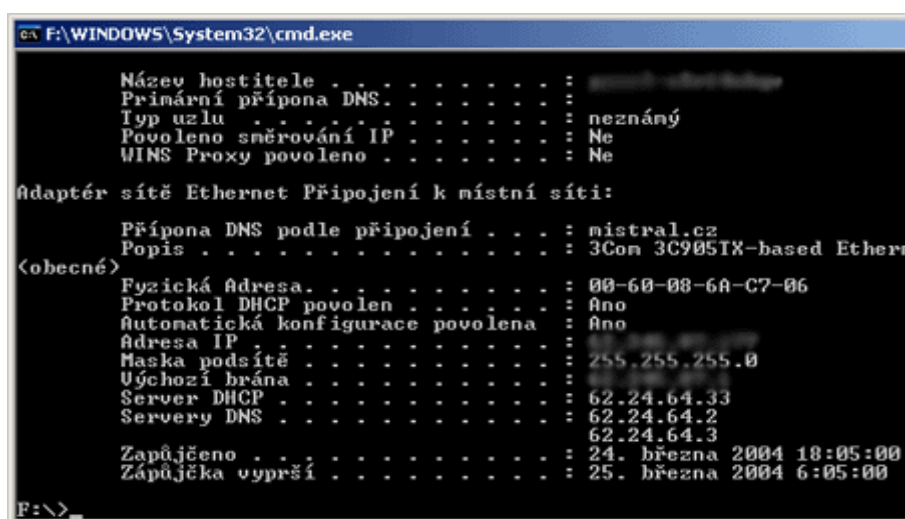 F:\WINDOWS\System32\cmd.exe
Název hostitele . . . . . . . . . . . :
Primární přípona DNS. . . . . . . . . :
Typ uzlu . . . . . . . . . . . . . . : neznámý
Povoleno směrování IP . . . . . . . . : Ne
WINS Proxy povoleno . . . . . . . . . : Ne
Adaptér sítě Ethernet Připojení k místní síti:
Přípona DNS podle připojení . . . : mistral.cz
Popis . . . . . . . . . . . . . . . : 3Com 3C905TX-based Ethern
<obecné>
Fyzická Adresa. . . . . . . . . . . : 00-60-08-6A-C7-06
Protokol DHCP povolen . . . . . . . : Ano
Automatická konfigurace povolena : Ano
Adresa IP . . . . . . . . . . . . . :
Maska podsítě . . . . . . . . . . . : 255.255.255.0
Výchozí brána . . . . . . . . . . . :
Server DHCP . . . . . . . . . . . . : 62.24.64.33
Servery DNS . . . . . . . . . . . . : 62.24.64.2
62.24.64.3
Zapůjčeno . . . . . . . . . . . . . : 24. března 2004 18:05:00
Zápůjčka vyprší . . . . . . . . . . : 25. března 2004 6:05:00
F:\>_